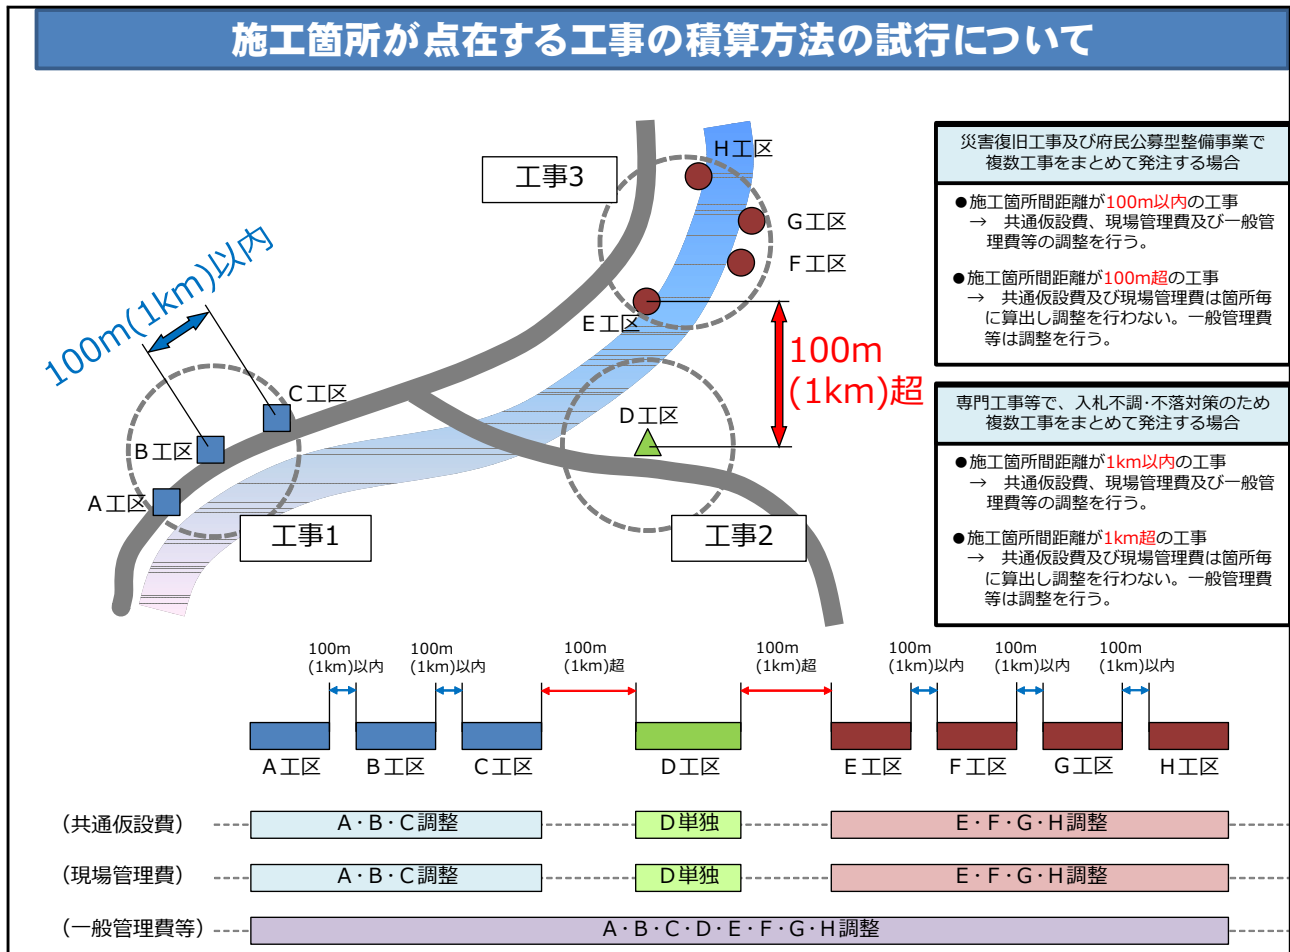 施工箇所が点在する工事の積算方法の試行について
工事3
H工区
G工区
F工区
E工区
100m(1km)以内
C工区
B工区
A工区
工事1
D工区
工事2
100m
(1km)超
災害復旧工事及び府民公募型整備事業で
複数工事をまとめて発注する場合
●施工箇所間距離が100m以内の工事
→ 共通仮設費、現場管理費及び一般管
理費等の調整を行う。
●施工箇所間距離が100m超の工事
→ 共通仮設費及び現場管理費は箇所毎
に算出し調整を行わない。一般管理費
等は調整を行う。
専門工事等で、入札不調･不落対策のため
複数工事をまとめて発注する場合
●施工箇所間距離が1km以内の工事
→ 共通仮設費、現場管理費及び一般管
理費等の調整を行う。
●施工箇所間距離が1km超の工事
→ 共通仮設費及び現場管理費は箇所毎
に算出し調整を行わない。一般管理費
等は調整を行う。
100m
(1km)以内
100m
(1km)以内
100m
(1km)超
100m
(1km)超
100m
(1km)以内
100m
(1km)以内
100m
(1km)以内
A工区
B工区
C工区
D工区
E工区
F工区
G工区
H工区
(共通仮設費)
A･B･C調整
D単独
E･F･G･H調整
(現場管理費)
A･B･C調整
D単独
E･F･G･H調整
(一般管理費等)
A･B･C･D･E･F･G･H調整